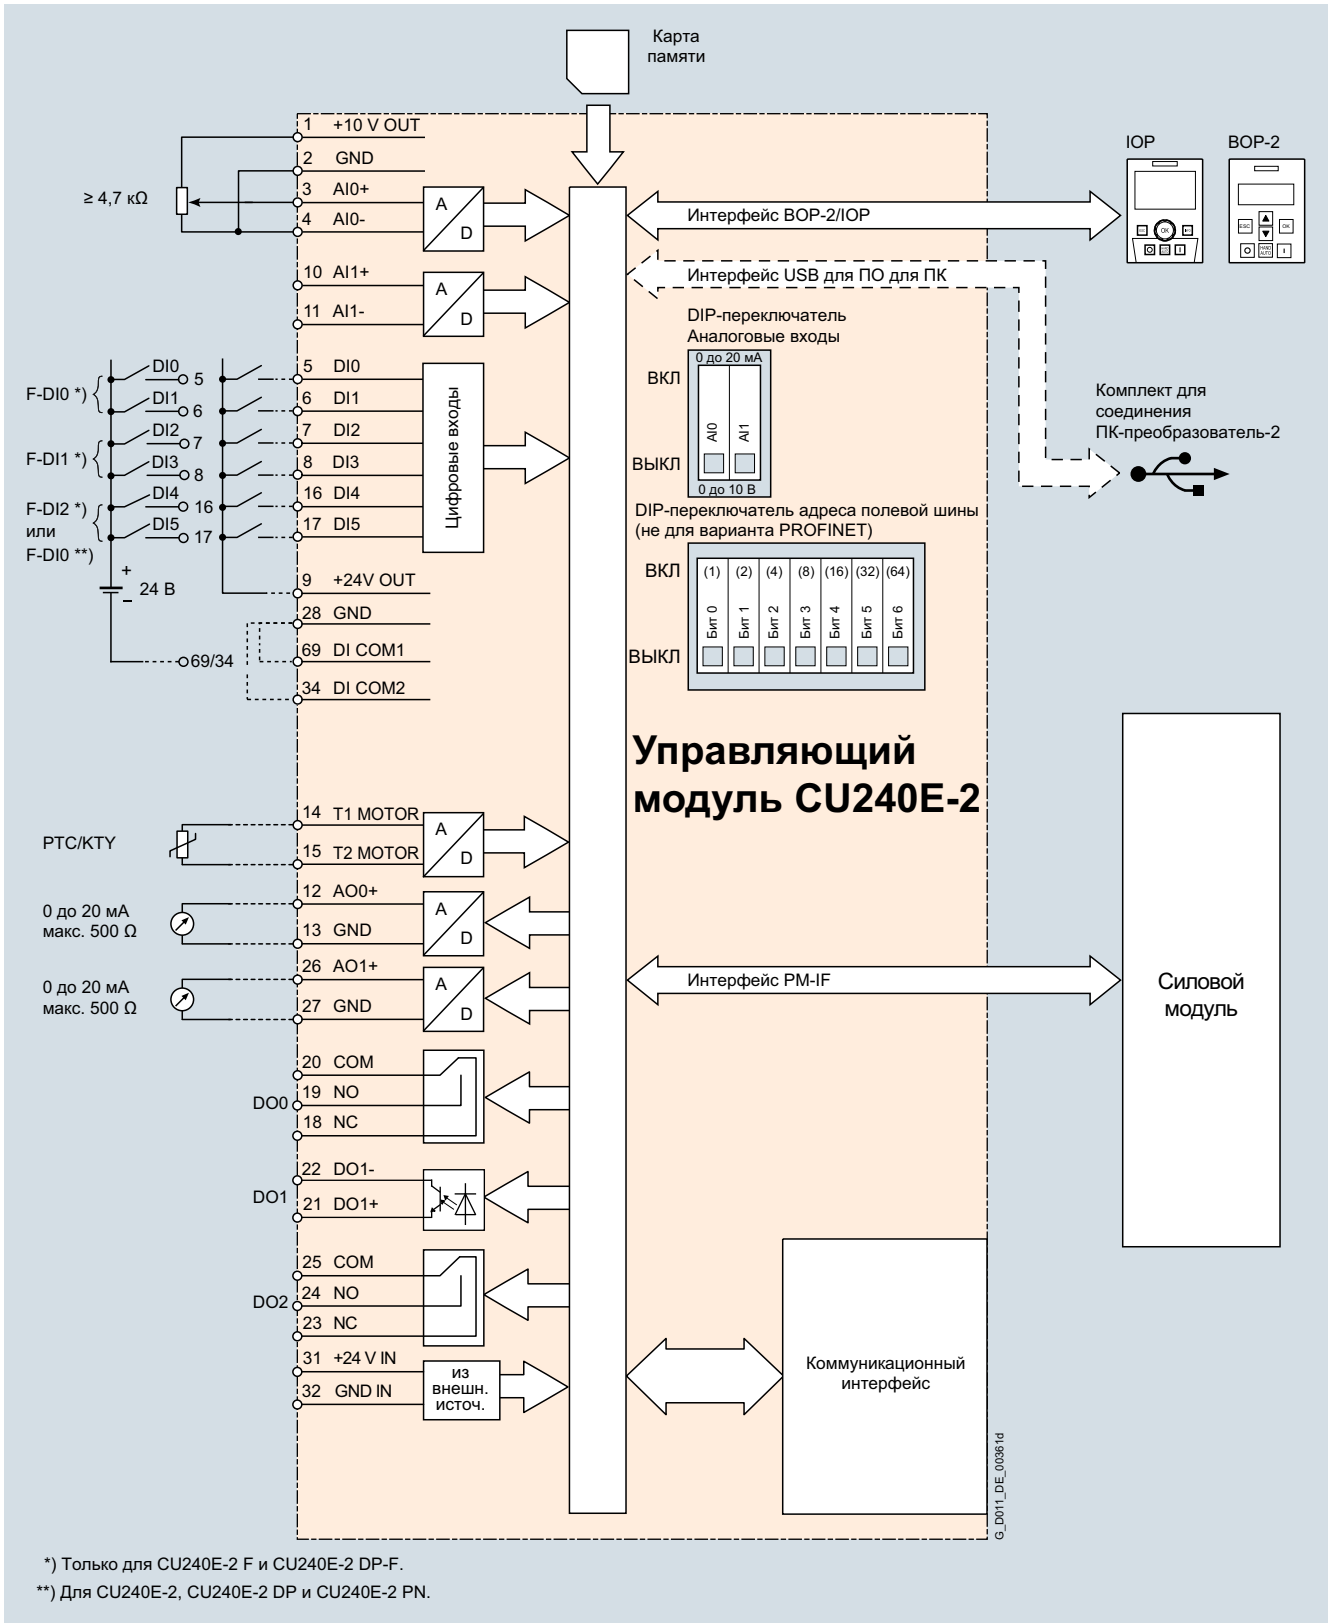 Карта
памяти
1 +10 V OUT
2 GND
3 AI0+
4 AI0-
≥ 4,7 кΩ
A
D
10 AI1+
11 AI1-
A
D
IOP
BOP-2
Интерфейс BOP-2/IOP
ESC
OK
OK
HAND
AUTO
Интерфейс USB для ПО для ПК
DIP-переключатель
Аналоговые входы
0 до 20 мА
ВКЛ
AI0
AI1
ВЫКЛ
0 до 10 В
Комплект для
соединения
ПК-преобразователь-2
F-DI0 *)
DI0
5
DI1
6
F-DI1 *)
DI2
7
DI3
8
F-DI2 *)
или
F-DI0 **)
DI4
16
DI5
17
+
–
24 В
69/34
5 DI0
6 DI1
7 DI2
8 DI3
16 DI4
17 DI5
Цифровые входы
9 +24V OUT
28 GND
69 DI COM1
34 DI COM2
DIP-переключатель адреса полевой шины
(не для варианта PROFINET)
ВКЛ
(1) (2) (4) (8) (16) (32) (64)
Бит 0
Бит 1
Бит 2
Бит 3
Бит 4
Бит 5
Бит 6
ВЫКЛ
Управляющий
модуль CU240E-2
PTC/KTY
14 T1 MOTOR
15 T2 MOTOR
A
D
0 до 20 мА
макс. 500 Ω
12 AO0+
13 GND
A
D
0 до 20 мА
макс. 500 Ω
26 AO1+
27 GND
A
D
Интерфейс PM-IF
Силовой
модуль
DO0
20 COM
19 NO
18 NC
DO1
22 DO1-
21 DO1+
DO2
25 COM
24 NO
23 NC
31 +24 V IN
32 GND IN
из
внешн.
источ.
Коммуникационный
интерфейс
G_D011_DE_00361d
*) Только для CU240E-2 F и CU240E-2 DP-F.
**) Для CU240E-2, CU240E-2 DP и CU240E-2 PN.